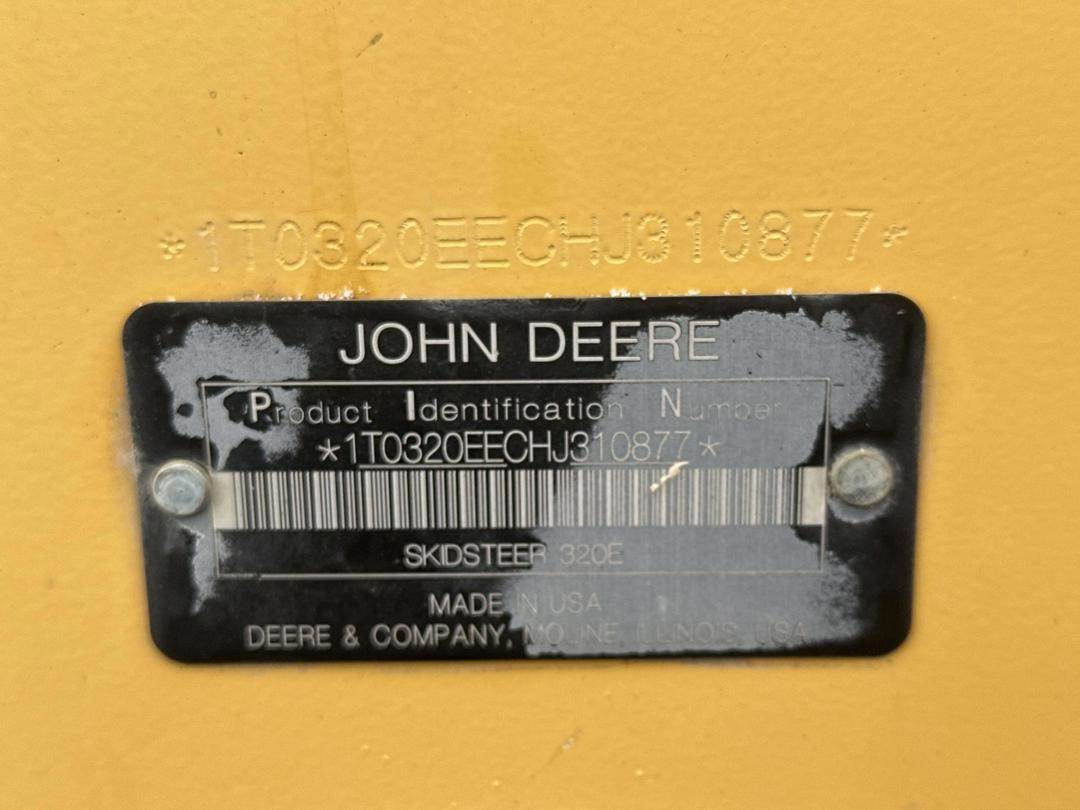 *1T0320EECHJ310877*
JOHN DEERE
Product Identification Number
*1T0320EECHJ310877*
SKIDSTEER 320E
MADE IN USA
DEERE & COMPANY, MOLINE, ILLINOIS, USA